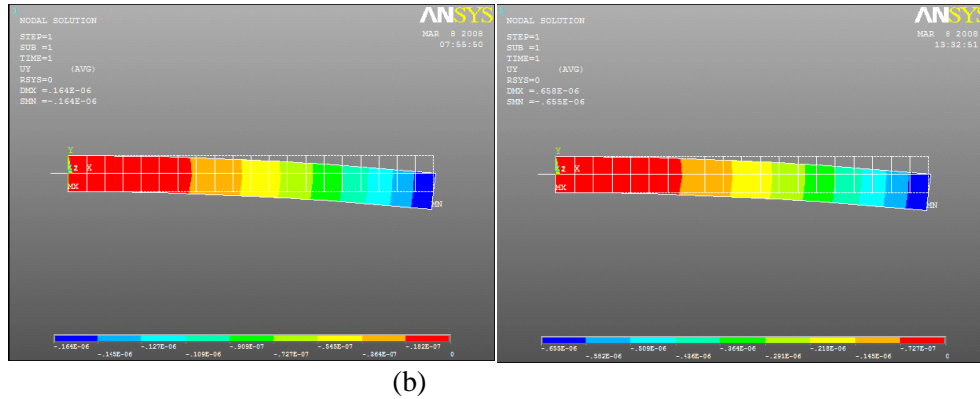 1
NODAL SOLUTION
STEP=1
SUB =1
TIME=1
UY (AVG)
RSYS=0
DMX =.164E-06
SMN =-.164E-06
ANSYS
MAR 8 2008
07:55:50
Y
Z X
MX
MN
-.164E-06 -.127E-06 -.909E-07 -.545E-07 -.182E-07
-.145E-06 -.109E-06 -.727E-07 -.364E-07 0
NODAL SOLUTION
STEP=1
SUB =1
TIME=1
UY (AVG)
RSYS=0
DMX =.658E-06
SMN =-.655E-06
ANSYS
MAR 8 2008
13:32:51
Y
Z X
MX
MN
-.655E-06 -.509E-06 -.364E-06 -.218E-06 -.727E-07
-.582E-06 -.436E-06 -.291E-06 -.145E-06 0
(b)